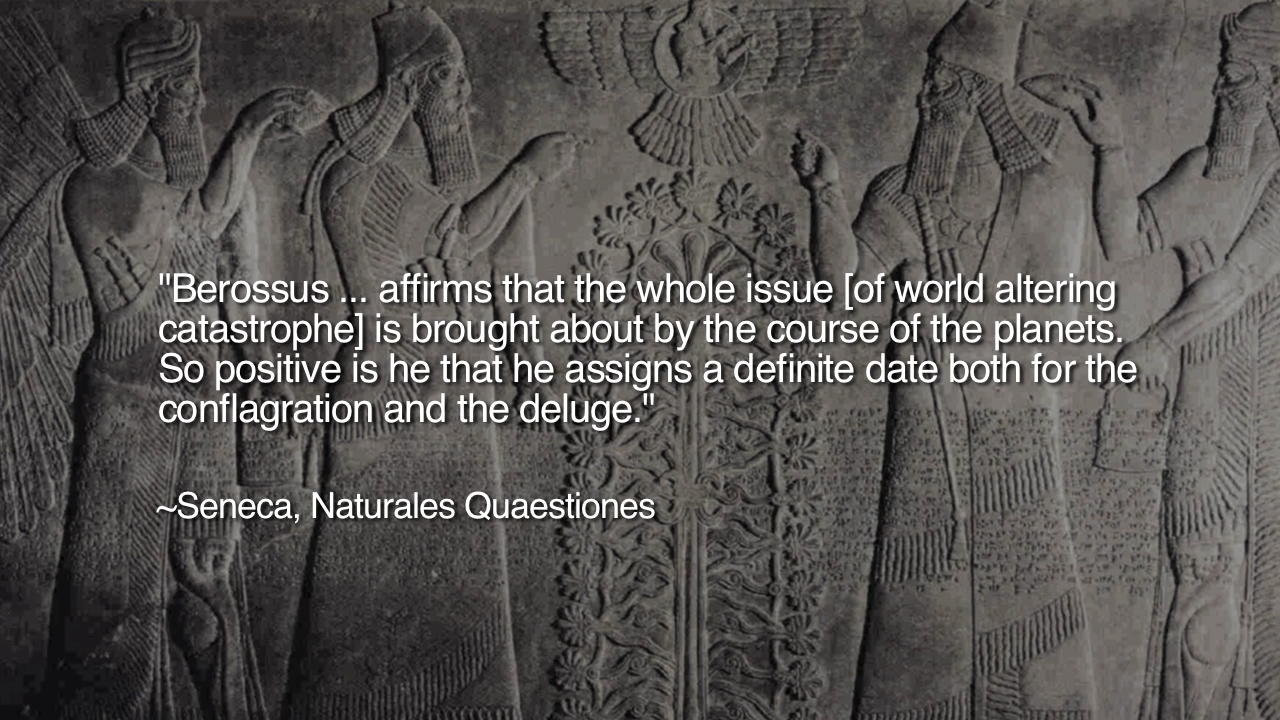 "Berossus ... affirms that the whole issue [of world altering
catastrophe] is brought about by the course of the planets.
So positive is he that he assigns a definite date both for the
conflagration and the deluge."
~Seneca, Naturales Quaestiones